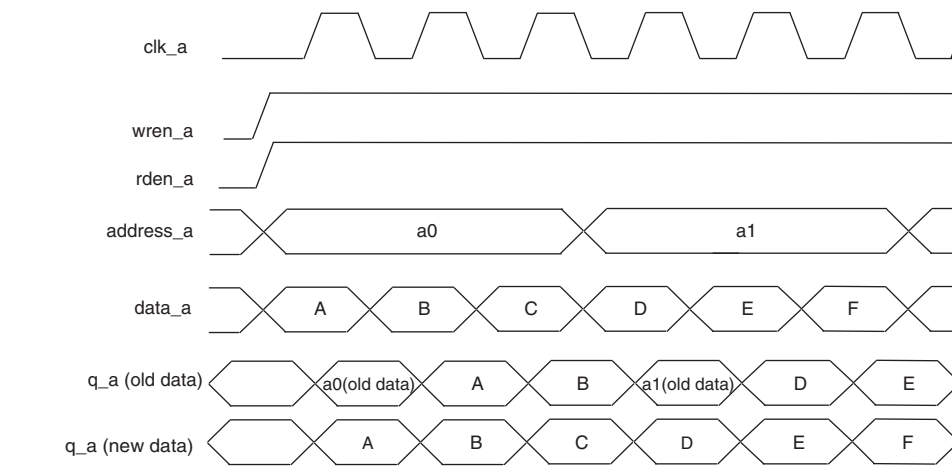 clk_a
wren_a
rden_a
address_a a0 a1
data_a A B C D E F
q_a (old data) a0(old data) A B a1(old data) D E
q_a (new data) A B C D E F